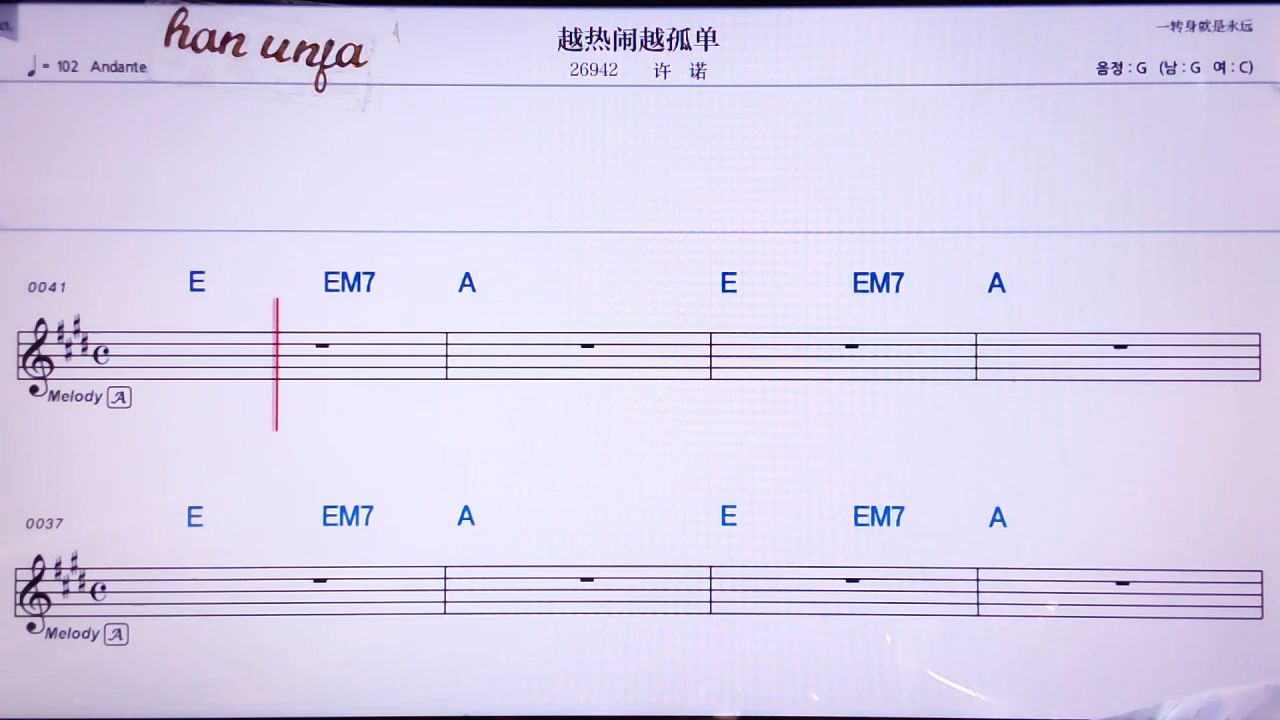 han unfa
越热闹越孤单
一转身就是永远
♩= 102 Andante
26942 许 诺
음정 : G (남 : G 여 : C)
0041 E EM7 A E EM7 A
Melody A
0037 E EM7 A E EM7 A
Melody A